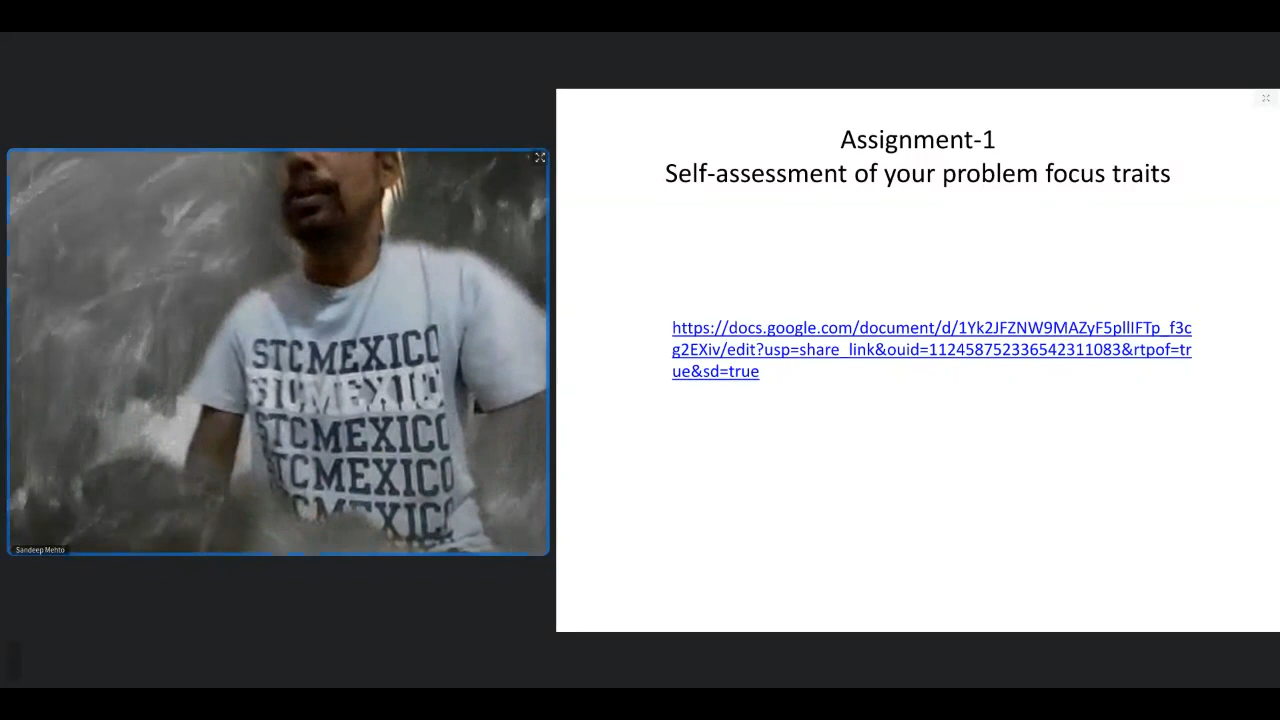 Assignment-1
Self-assessment of your problem focus traits
https://docs.google.com/document/d/1Yk2JFZNW9MAZyF5pllIFTp_f3c
g2EXiv/edit?usp=share_link&ouid=112458752336542311083&rtpof=tr
ue&sd=true
STCMEXICO
STCMEXICO
STCMEXICO
STCMEXICO
Sandeep Mehto